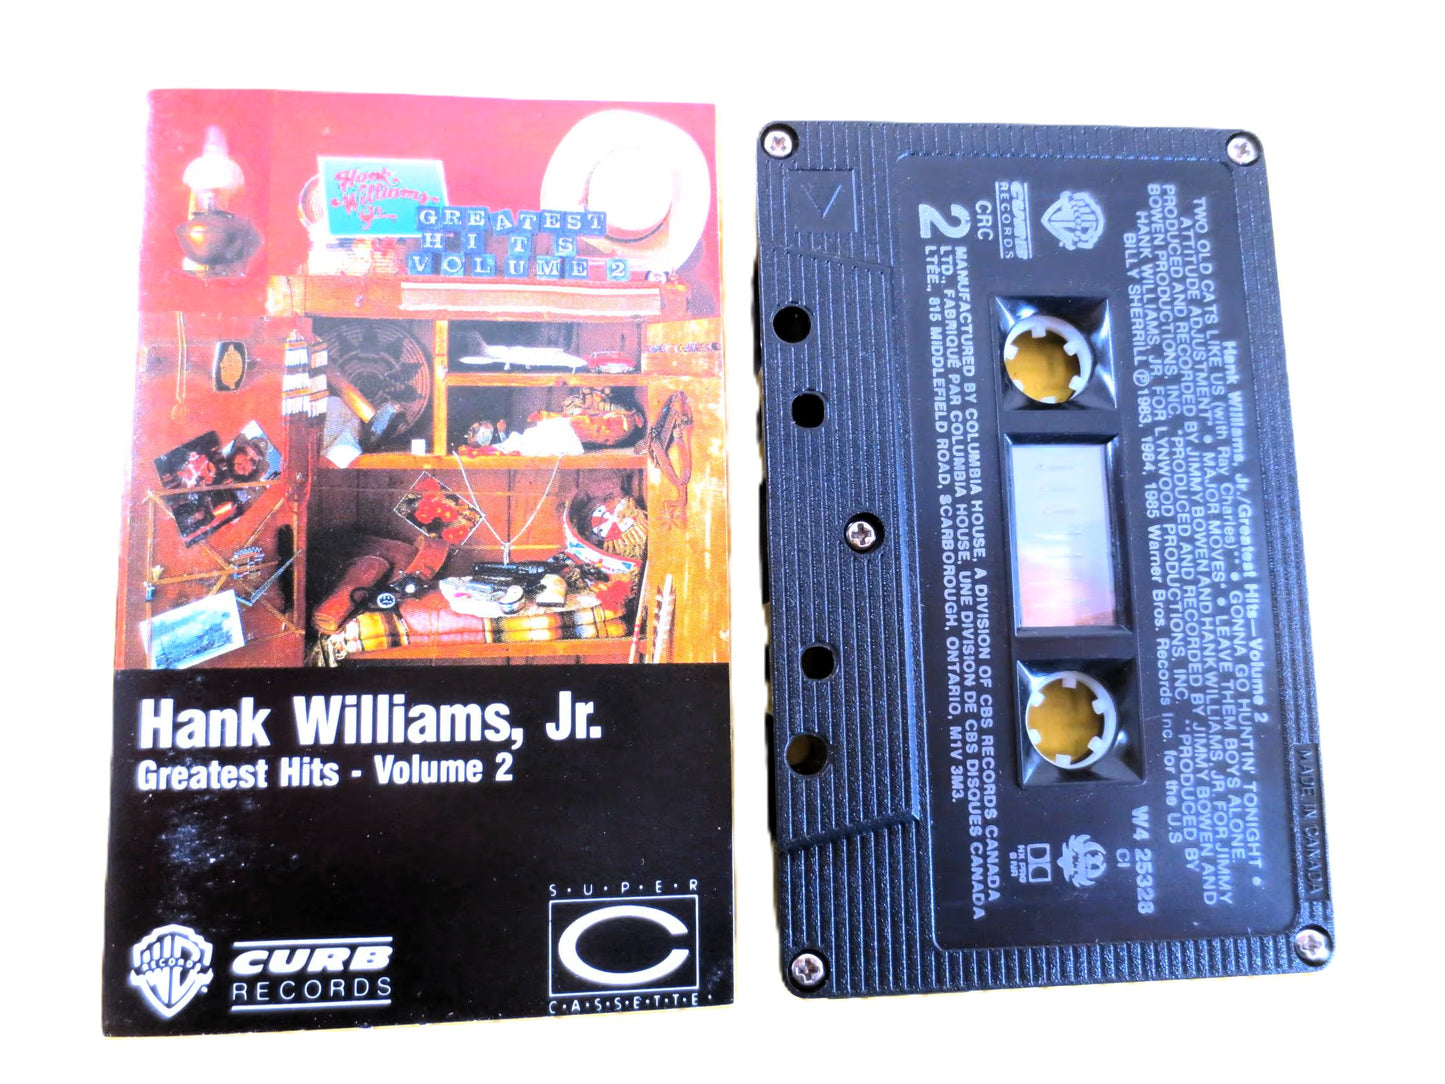 Hank
Williams,
Jr.
GREATEST
HITS
VOLUME 2
Hank Williams, Jr.
Greatest Hits - Volume 2
CURB
RECORDS
S·U·P·E·R
C
C·A·S·S·E·T·T·E·
Hank Williams, Jr./Greatest Hits—Volume 2
TWO OLD CATS LIKE US (with Ray Charles)*** • GONNA GO HUNTIN' TONIGHT •
ATTITUDE ADJUSTMENT** • MAJOR MOVES* • LEAVE THEM BOYS ALONE.
PRODUCED AND RECORDED BY JIMMY BOWEN AND HANK WILLIAMS, JR. FOR JIMMY
BOWEN PRODUCTIONS, INC. *PRODUCED AND RECORDED BY JIMMY BOWEN AND
HANK WILLIAMS, JR. FOR LYNWOOD PRODUCTIONS, INC. **PRODUCED BY
BILLY SHERRILL ℗ 1983, 1984, 1985 Warner Bros. Records Inc. for the U.S
CURB
RECORDS
CRC
2
MANUFACTURED BY COLUMBIA HOUSE, A DIVISION OF CBS RECORDS CANADA
LTD. FABRIQUÉ PAR COLUMBIA HOUSE, UNE DIVISION DE CBS DISQUES CANADA
LTÉE. 815 MIDDLEFIELD ROAD, SCARBOROUGH, ONTARIO, M1V 3M3.
W4 25328
CI
HX PRO
B NR
MADE IN CANADA